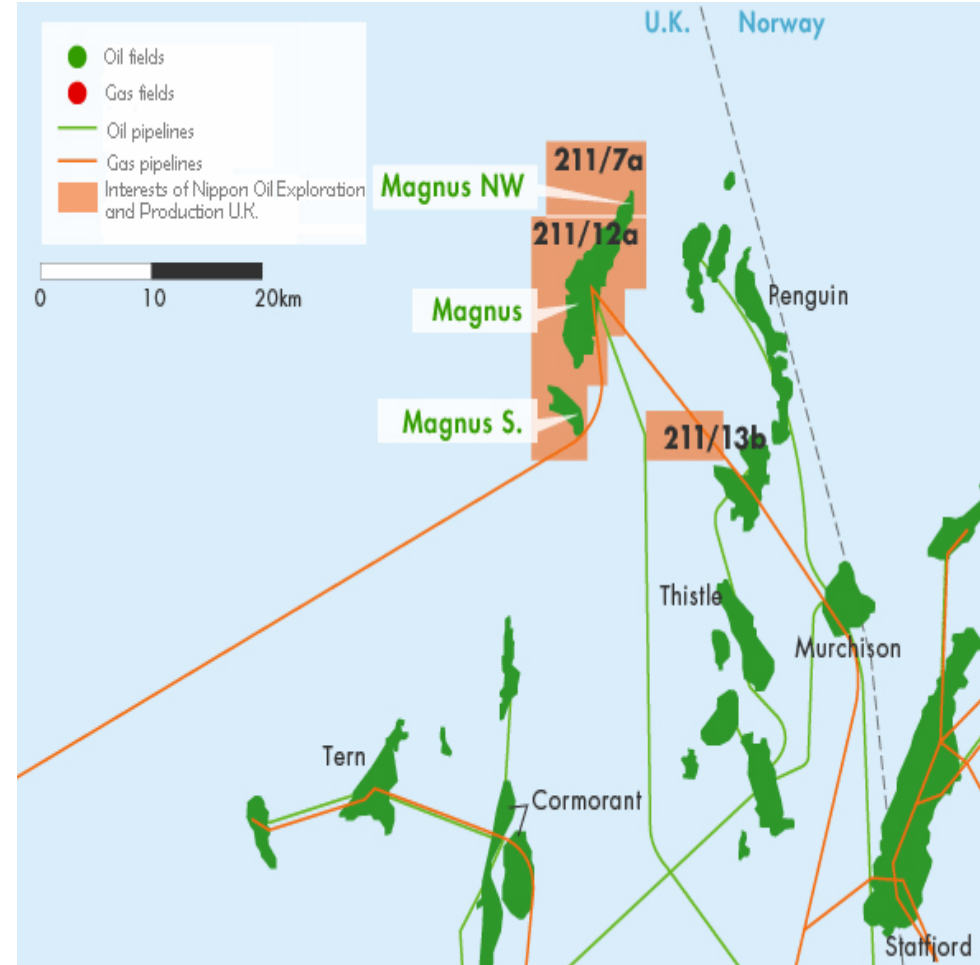 U.K. Norway
Oil fields
Gas fields
Oil pipelines
Gas pipelines
Interests of Nippon Oil Exploration
and Production U.K.
0 10 20km
211/7a
Magnus NW
211/12a
Penguin
Magnus
Magnus S.
211/13b
Thistle
Murchison
Tern
Cormorant
Statfjord